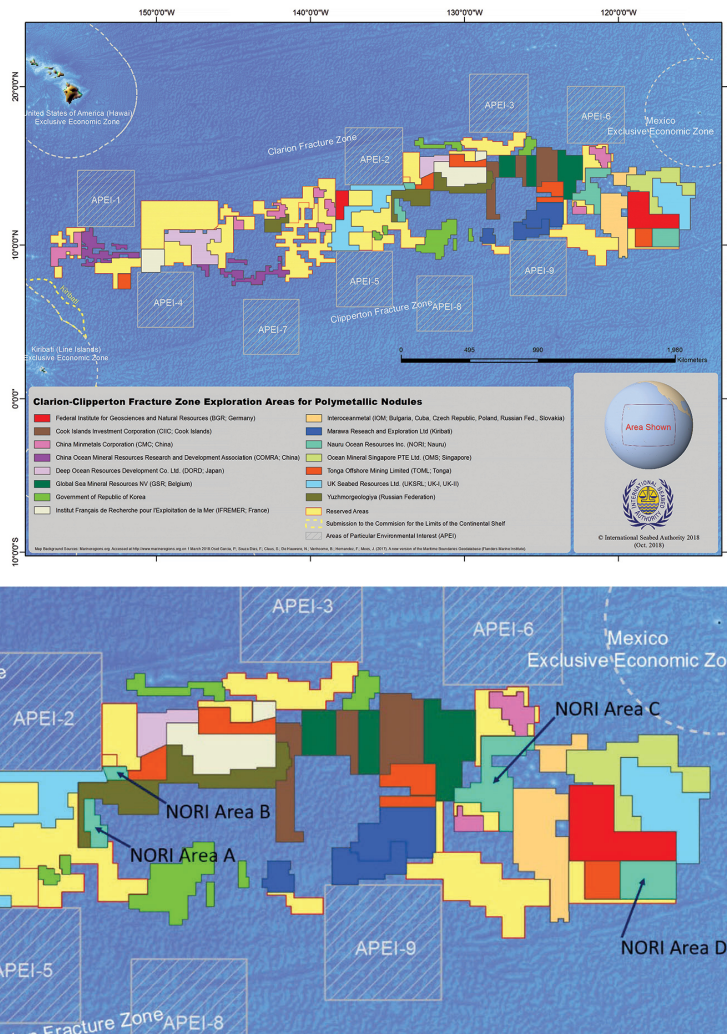 150°0'0"W
140°0'0"W
130°0'0"W
120°0'0"W
20°0'0"N
10°0'0"N
0°0'0"
10°0'0"S
United States of America (Hawaii)
Exclusive Economic Zone
Mexico
Exclusive Economic Zone
Clarion Fracture Zone
APEI-3
APEI-6
APEI-2
APEI-1
APEI-4
APEI-5
APEI-9
APEI-7
APEI-8
Clipperton Fracture Zone
Kiribati
Kiribati (Line Islands)
Exclusive Economic Zone
0
495
990
1,980
Kilometers
Clarion-Clipperton Fracture Zone Exploration Areas for Polymetallic Nodules
Federal Institute for Geosciences and Natural Resources (BGR; Germany)
Cook Islands Investment Corporation (CIIC; Cook Islands)
China Minmetals Corporation (CMC; China)
China Ocean Mineral Resources Research and Development Association (COMRA; China)
Deep Ocean Resources Development Co. Ltd. (DORD; Japan)
Global Sea Mineral Resources NV (GSR; Belgium)
Government of Republic of Korea
Institut Français de Recherche pour l'Exploitation de la Mer (IFREMER; France)
Interoceanmetal (IOM; Bulgaria, Cuba, Czech Republic, Poland, Russian Fed., Slovakia)
Marawa Reseach and Exploration Ltd (Kiribati)
Nauru Ocean Resources Inc. (NORI; Nauru)
Ocean Mineral Singapore PTE Ltd. (OMS; Singapore)
Tonga Offshore Mining Limited (TOML; Tonga)
UK Seabed Resources Ltd. (UKSRL; UK-I, UK-II)
Yuzhmorgeologiya (Russian Federation)
Reserved Areas
Submission to the Commision for the Limits of the Continental Shelf
Areas of Particular Environmental Interest (APEI)
Area Shown
INTERNATIONAL SEABED AUTHORITY
© International Seabed Authority 2018
(Oct. 2018)
APEI-3
APEI-6
Mexico
Exclusive Economic Zo
APEI-2
NORI Area C
NORI Area B
NORI Area A
NORI Area D
APEI-9
APEI-5
APEI-8
Fracture Zone